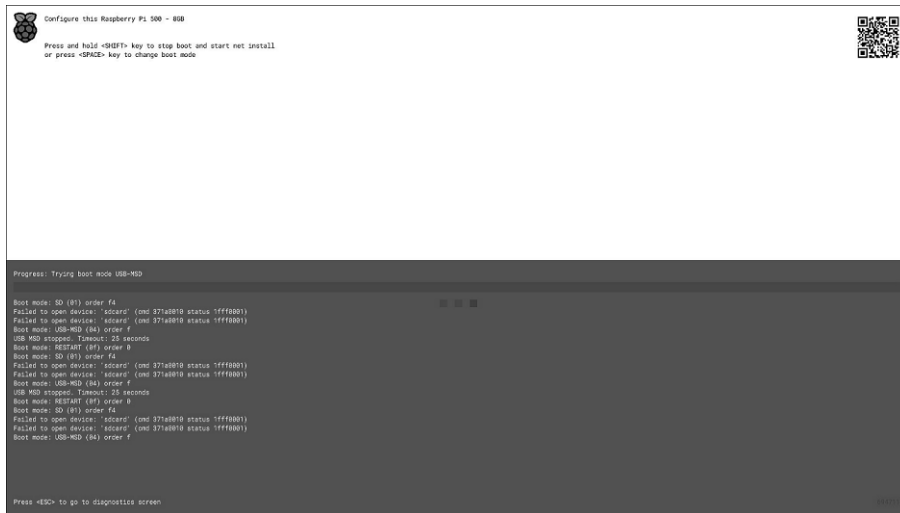 Configure this Raspberry Pi 500 - 8GB
Press and hold <SHIFT> key to stop boot and start net install
or press <SPACE> key to change boot mode
Progress: Trying boot mode USB-MSD
Boot mode: SD (01) order f4
Failed to open device: 'sdcard' (cmd 371a0010 status 1fff0001)
Failed to open device: 'sdcard' (cmd 371a0010 status 1fff0001)
Boot mode: USB-MSD (04) order f
USB MSD stopped. Timeout: 25 seconds
Boot mode: RESTART (0f) order 0
Boot mode: SD (01) order f4
Failed to open device: 'sdcard' (cmd 371a0010 status 1fff0001)
Failed to open device: 'sdcard' (cmd 371a0010 status 1fff0001)
Boot mode: USB-MSD (04) order f
USB MSD stopped. Timeout: 25 seconds
Boot mode: RESTART (0f) order 0
Boot mode: SD (01) order f4
Failed to open device: 'sdcard' (cmd 371a0010 status 1fff0001)
Failed to open device: 'sdcard' (cmd 371a0010 status 1fff0001)
Boot mode: USB-MSD (04) order f
Press <ESC> to go to diagnostics screen